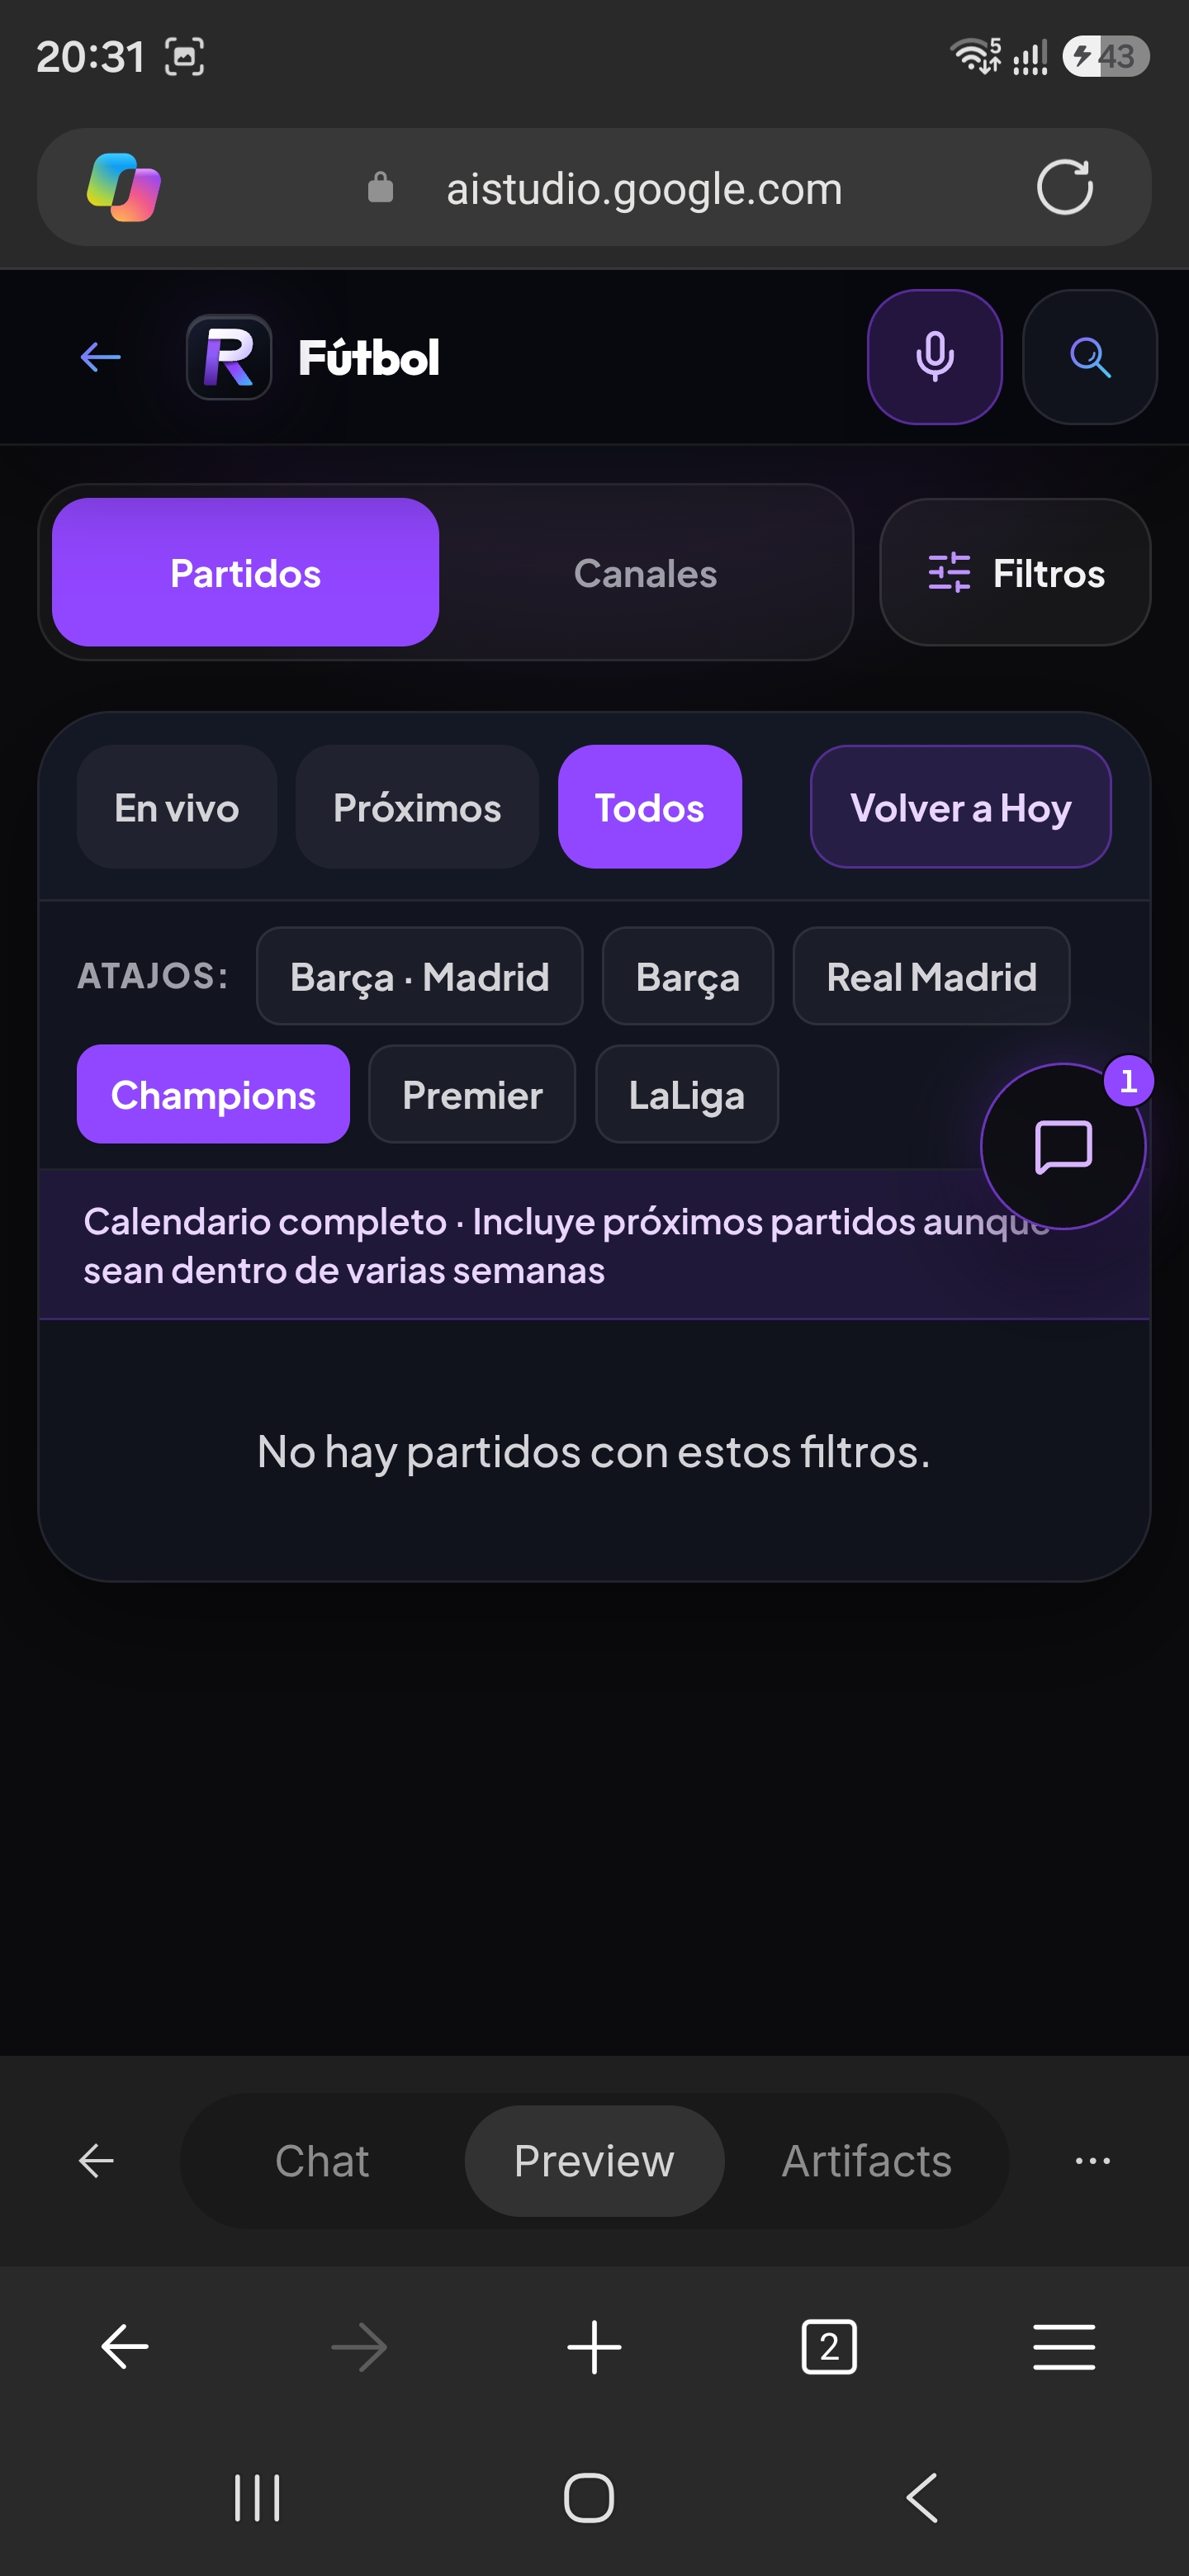 20:31
5
43
aistudio.google.com
R Fútbol
Partidos
Canales
Filtros
En vivo
Próximos
Todos
Volver a Hoy
ATAJOS:
Barça · Madrid
Barça
Real Madrid
Champions
Premier
LaLiga
1
Calendario completo · Incluye próximos partidos aunque
sean dentro de varias semanas
No hay partidos con estos filtros.
Chat
Preview
Artifacts
2